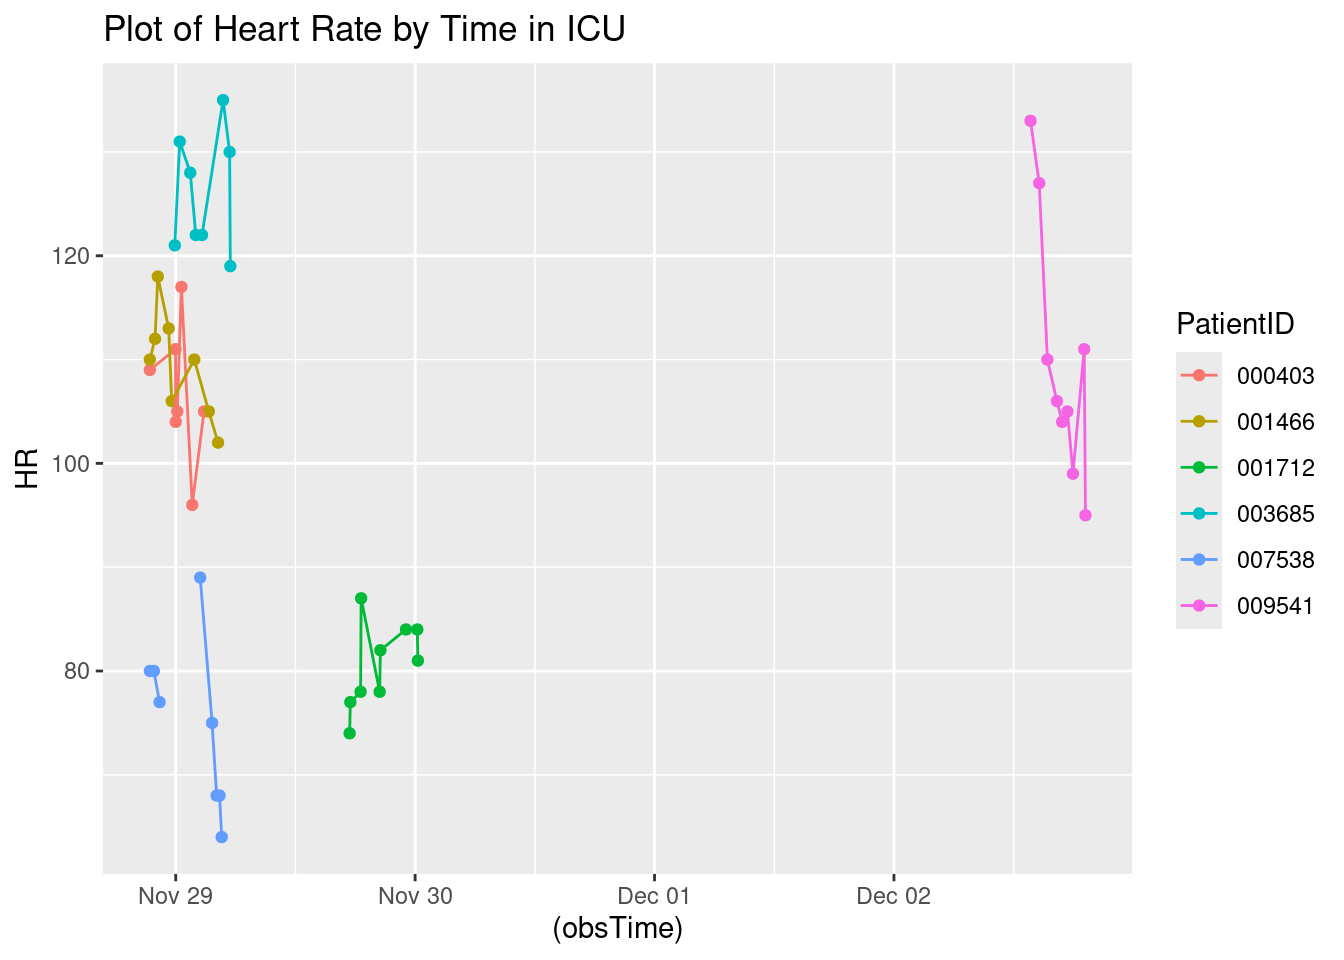 Plot of Heart Rate by Time in ICU
120
100
80
HR
Nov 29
Nov 30
Dec 01
Dec 02
(obsTime)
PatientID
000403
001466
001712
003685
007538
009541